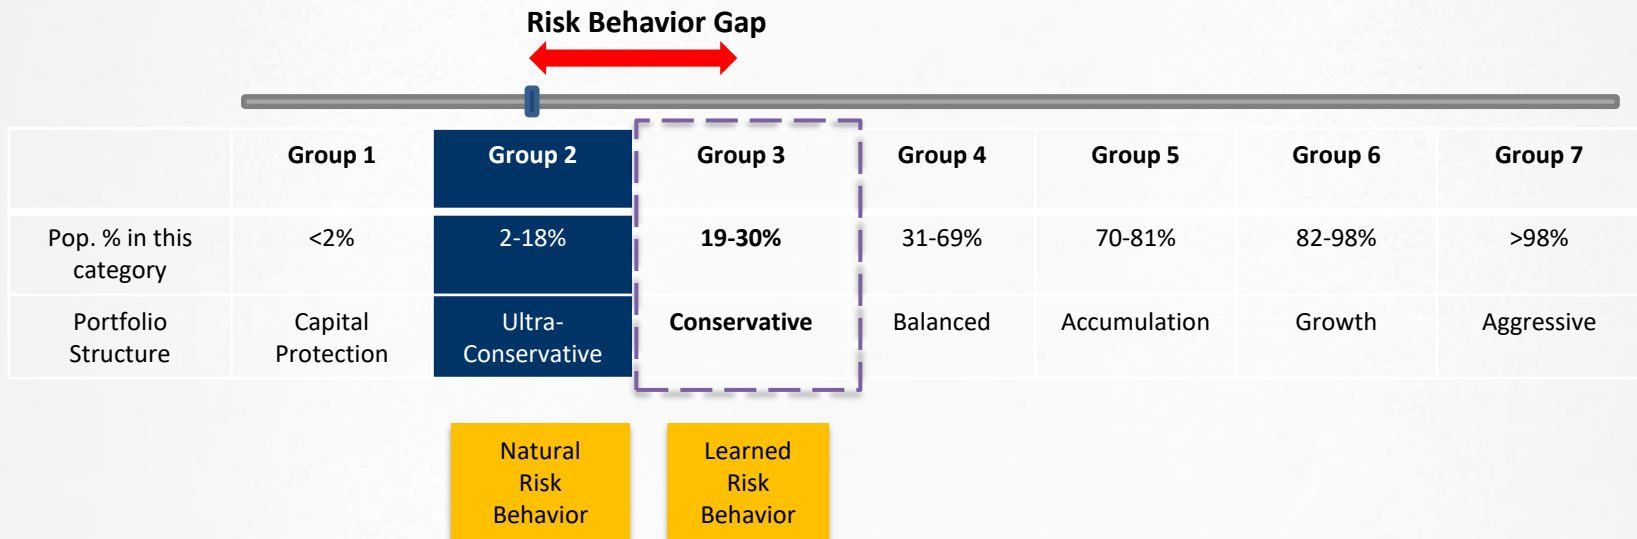 Risk Behavior Gap
Group 1 Group 2 Group 3 Group 4 Group 5 Group 6 Group 7
Pop. % in this
category
<2% 2-18% 19-30% 31-69% 70-81% 82-98% >98%
Portfolio
Structure
Capital
Protection
Ultra-
Conservative
Conservative
Balanced
Accumulation
Growth
Aggressive
Natural
Risk
Behavior
Learned
Risk
Behavior